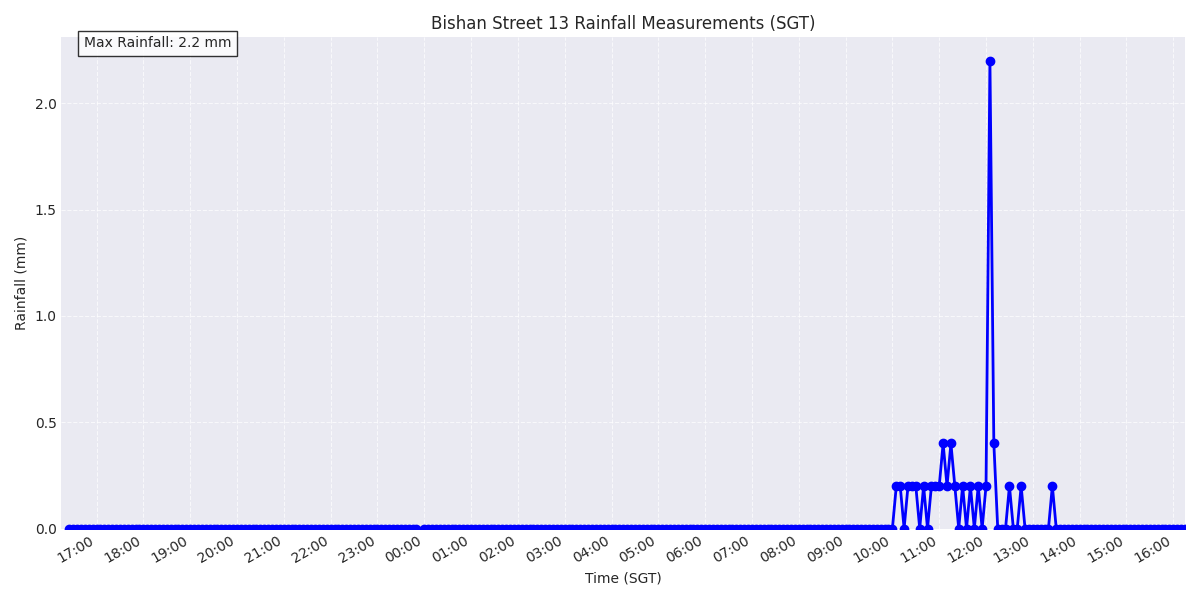 Bishan Street 13 Rainfall Measurements (SGT)
Max Rainfall: 2.2 mm
Rainfall (mm)
2.0
1.5
1.0
0.5
0.0
17:00 18:00 19:00 20:00 21:00 22:00 23:00 00:00 01:00 02:00 03:00 04:00 05:00 06:00 07:00 08:00 09:00 10:00 11:00 12:00 13:00 14:00 15:00 16:00
Time (SGT)